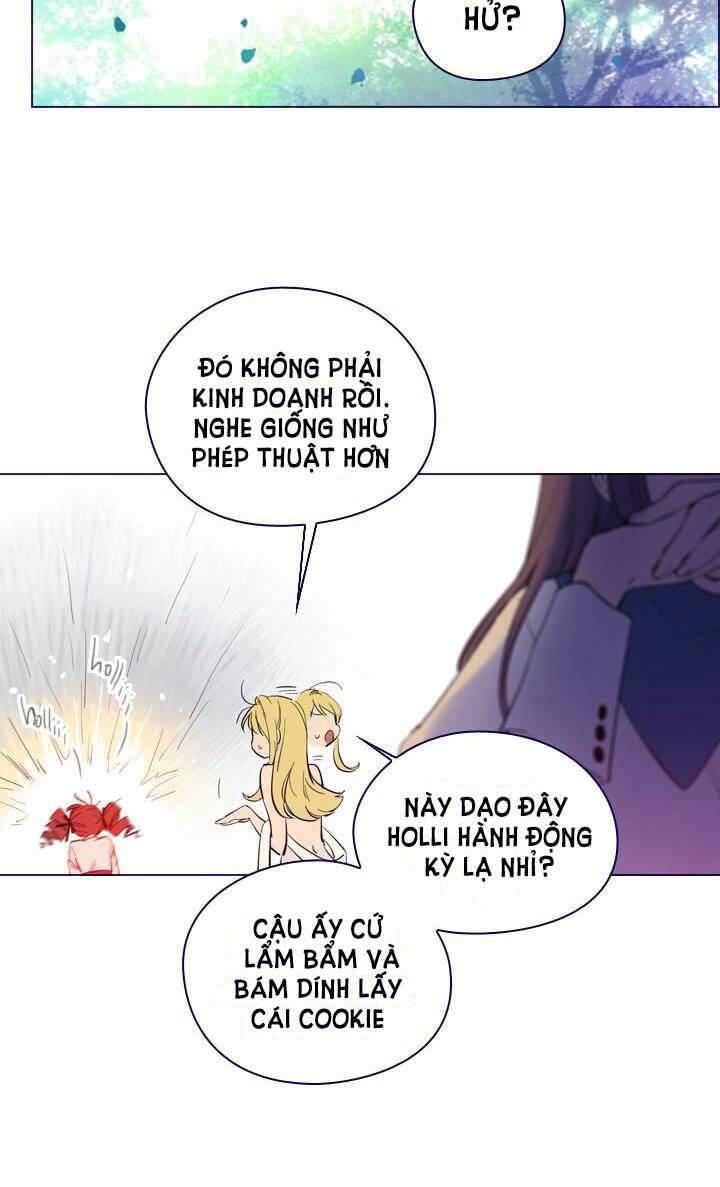 HỬ?
ĐÓ KHÔNG PHẢI
KINH DOANH RỒI.
NGHE GIỐNG NHƯ
PHÉP THUẬT HƠN
holliii
holliii
NÀY DẠO ĐÂY
HOLLI HÀNH ĐỘNG
KỲ LẠ NHỈ?
CẬU ẤY CỨ
LẨM BẨM VÀ
BÁM DÍNH LẤY
CÁI COOKIE